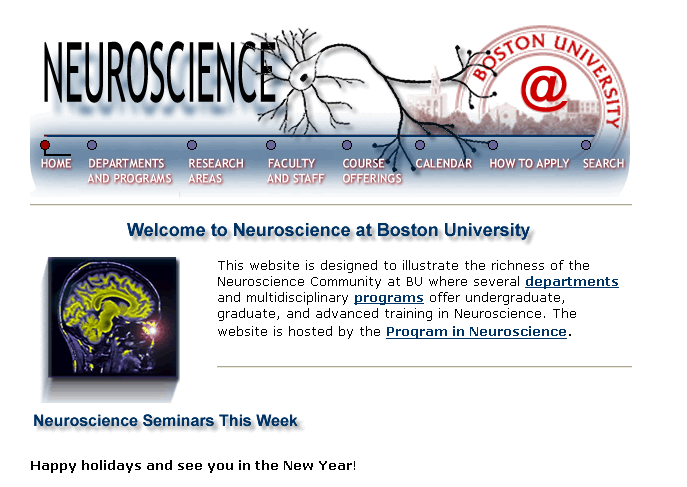 NEUROSCIENCE
BOSTON UNIVERSITY
@
HOME
DEPARTMENTS
AND PROGRAMS
RESEARCH
AREAS
FACULTY
AND STAFF
COURSE
OFFERINGS
CALENDAR
HOW TO APPLY
SEARCH
Welcome to Neuroscience at Boston University
This website is designed to illustrate the richness of the
Neuroscience Community at BU where several departments
and multidisciplinary programs offer undergraduate,
graduate, and advanced training in Neuroscience. The
website is hosted by the Program in Neuroscience.
Neuroscience Seminars This Week
Happy holidays and see you in the New Year!